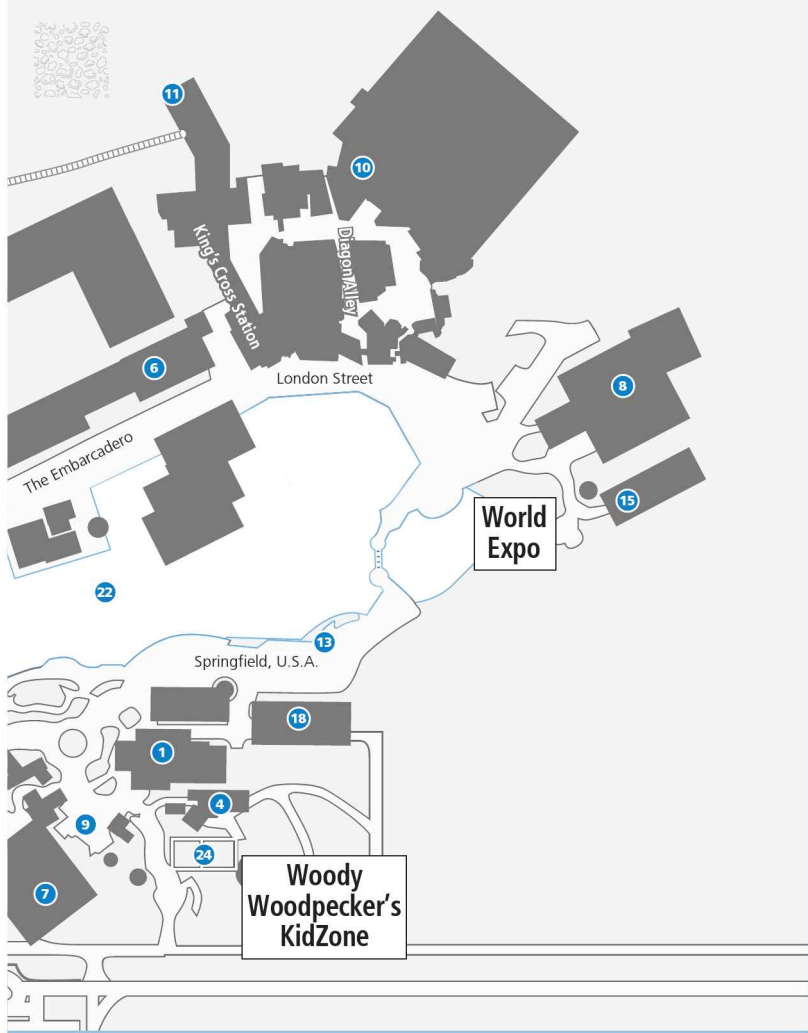 11
10
King's Cross Station
Diagon Alley
6
London Street
8
The Embarcadero
15
World
Expo
22
13
Springfield, U.S.A.
18
1
4
9
24
7
Woody
Woodpecker's
KidZone